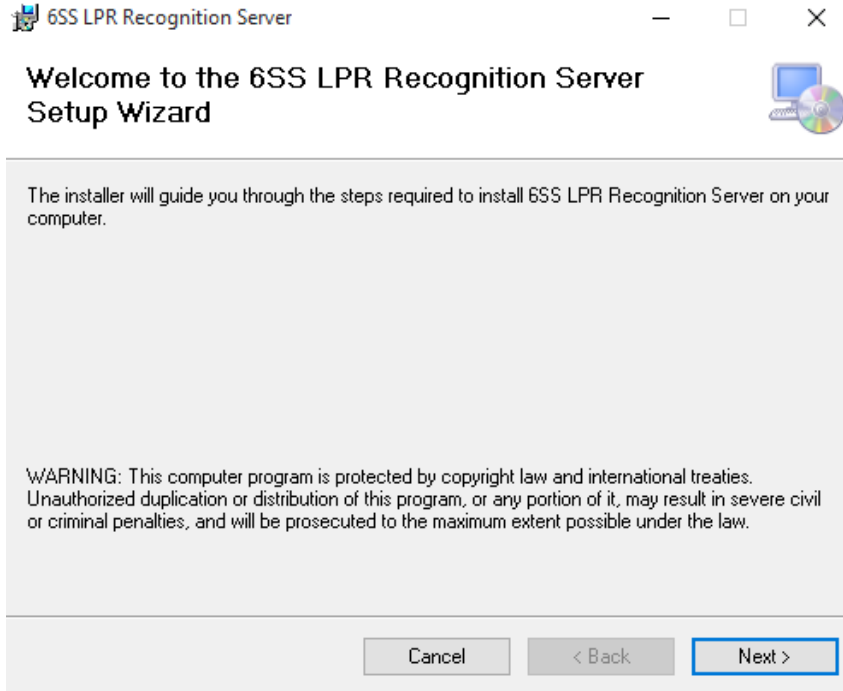 6SS LPR Recognition Server
Welcome to the 6SS LPR Recognition Server
Setup Wizard
The installer will guide you through the steps required to install 6SS LPR Recognition Server on your
computer.
WARNING: This computer program is protected by copyright law and international treaties.
Unauthorized duplication or distribution of this program, or any portion of it, may result in severe civil
or criminal penalties, and will be prosecuted to the maximum extent possible under the law.
Cancel
< Back
Next >